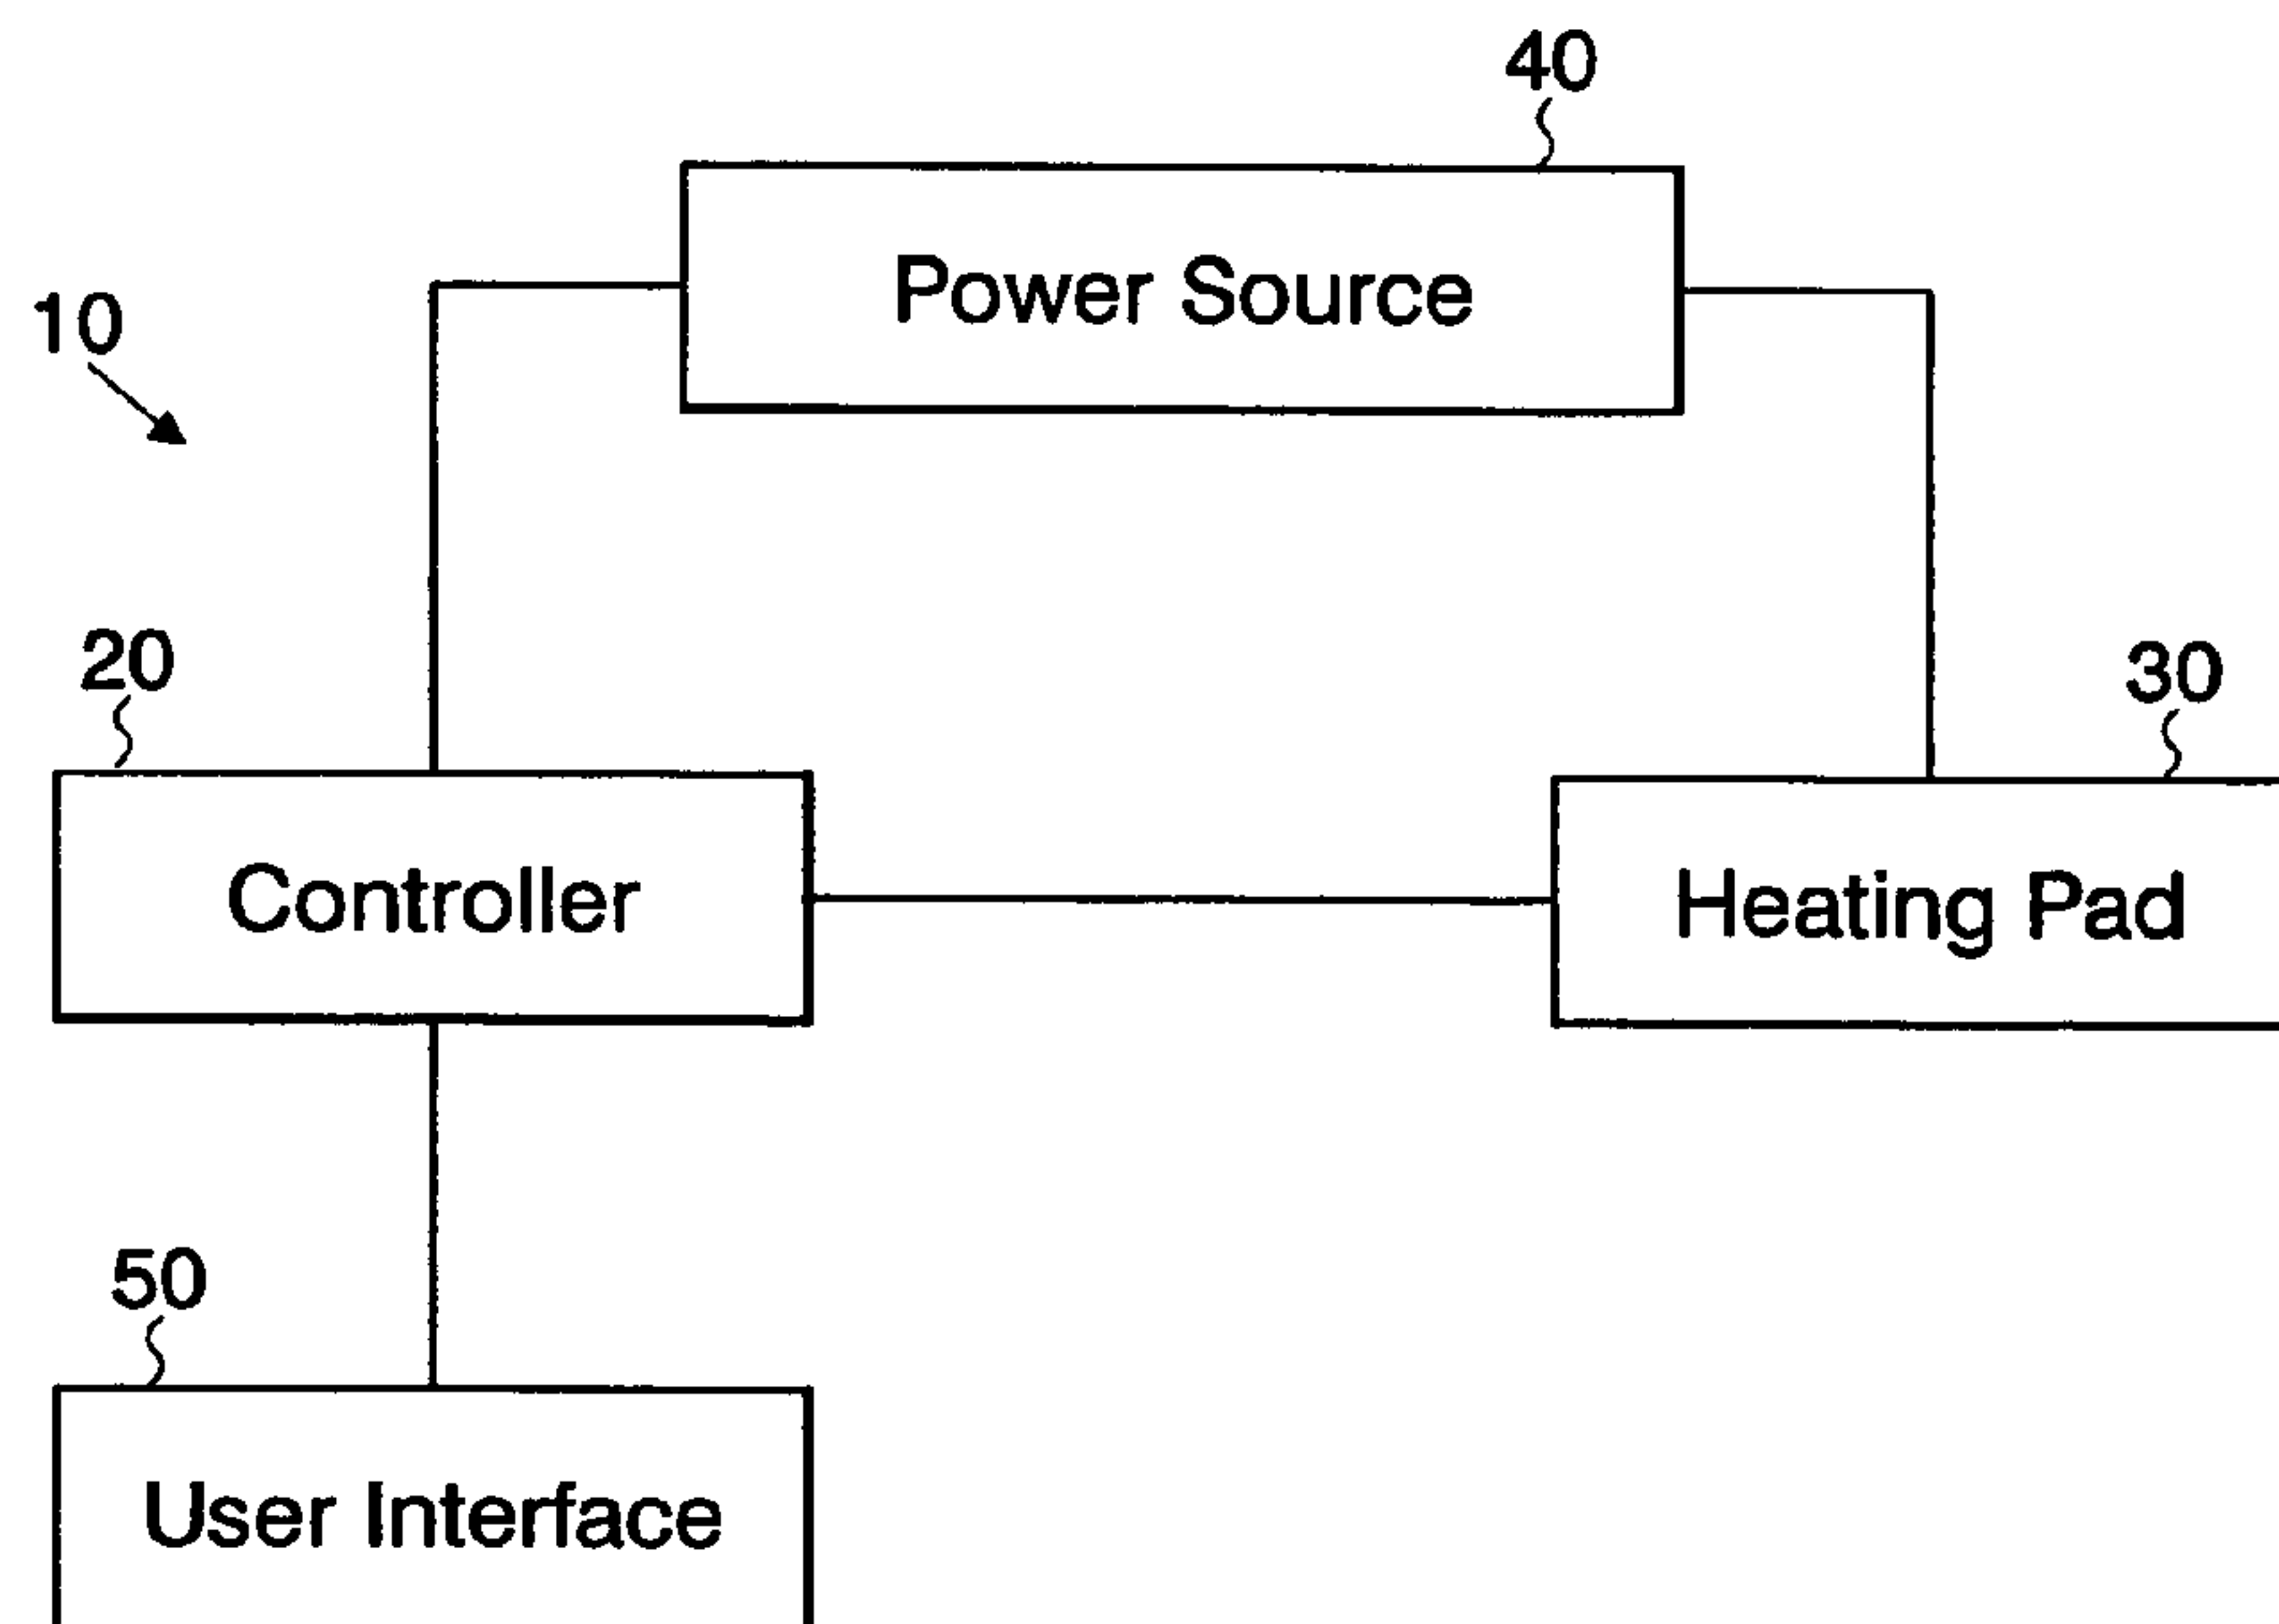 40
Power Source
10
20
30
Controller
Heating Pad
50
User Interface